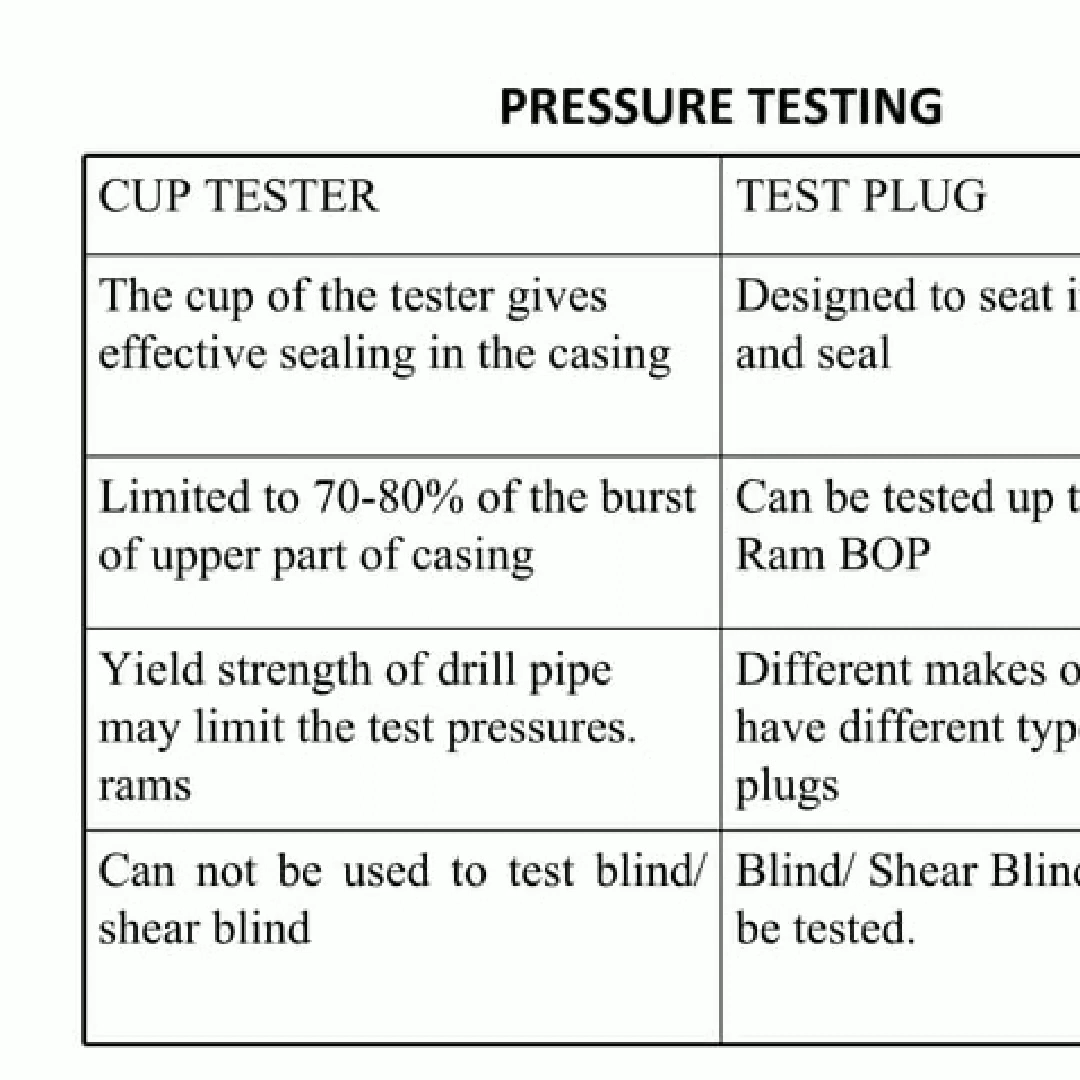 PRESSURE TESTING
CUP TESTER
TEST PLUG
The cup of the tester gives
effective sealing in the casing
Designed to seat
and seal
Limited to 70-80% of the burst
of upper part of casing
Can be tested up
Ram BOP
Yield strength of drill pipe
may limit the test pressures.
rams
Different makes
have different
plugs
Can not be used to test blind/
shear blind
Blind/ Shear
be tested.